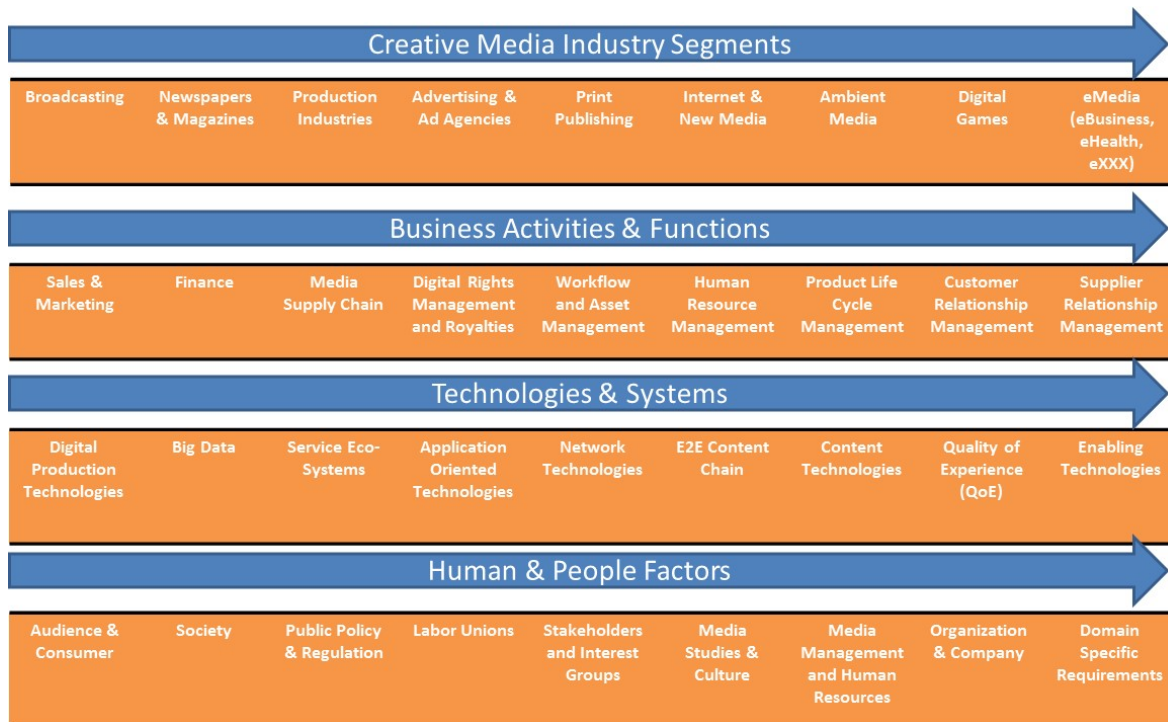 Creative Media Industry Segments
Broadcasting
Newspapers
& Magazines
Production
Industries
Advertising &
Ad Agencies
Print
Publishing
Internet &
New Media
Ambient
Media
Digital
Games
eMedia
(eBusiness,
eHealth,
eXXX)
Business Activities & Functions
Sales &
Marketing
Finance
Media
Supply Chain
Digital Rights
Management
and Royalties
Workflow
and Asset
Management
Human
Resource
Management
Product Life
Cycle
Management
Customer
Relationship
Management
Supplier
Relationship
Management
Technologies & Systems
Digital
Production
Technologies
Big Data
Service Eco-
Systems
Application
Oriented
Technologies
Network
Technologies
E2E Content
Chain
Content
Technologies
Quality of
Experience
(QoE)
Enabling
Technologies
Human & People Factors
Audience &
Consumer
Society
Public Policy
& Regulation
Labor Unions
Stakeholders
and Interest
Groups
Media
Studies &
Culture
Media
Management
and Human
Resources
Organization
& Company
Domain
Specific
Requirements